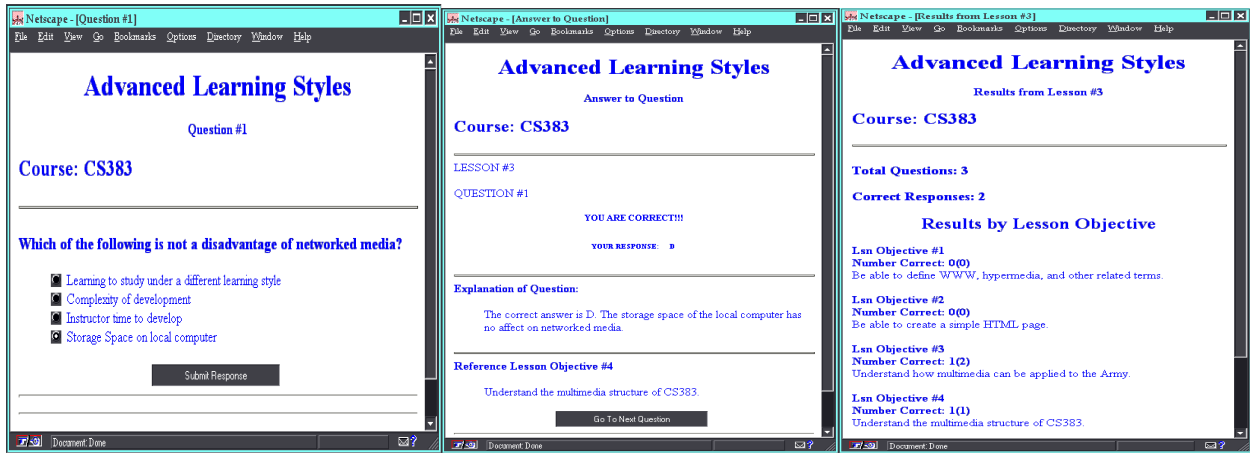 Netscape - [Question #1]
File Edit View Go Bookmarks Options Directory Window Help
Advanced Learning Styles
Question #1
Course: CS383
Which of the following is not a disadvantage of networked media?
Learning to study under a different learning style
Complexity of development
Instructor time to develop
Storage Space on local computer
Submit Response
Document: Done
Netscape - [Answer to Question]
File Edit View Go Bookmarks Options Directory Window Help
Advanced Learning Styles
Answer to Question
Course: CS383
LESSON #3
QUESTION #1
YOU ARE CORRECT!!!
YOUR RESPONSE: D
Explanation of Question:
The correct answer is D. The storage space of the local computer has
no affect on networked media.
Reference Lesson Objective #4
Understand the multimedia structure of CS383.
Go To Next Question
Document: Done
Netscape - [Results from Lesson #3]
File Edit View Go Bookmarks Options Directory Window Help
Advanced Learning Styles
Results from Lesson #3
Course: CS383
Total Questions: 3
Correct Responses: 2
Results by Lesson Objective
Lsn Objective #1
Number Correct: 0(0)
Be able to define WWW, hypermedia, and other related terms.
Lsn Objective #2
Number Correct: 0(0)
Be able to create a simple HTML page.
Lsn Objective #3
Number Correct: 1(2)
Understand how multimedia can be applied to the Army.
Lsn Objective #4
Number Correct: 1(1)
Understand the multimedia structure of CS383.
Document: Done